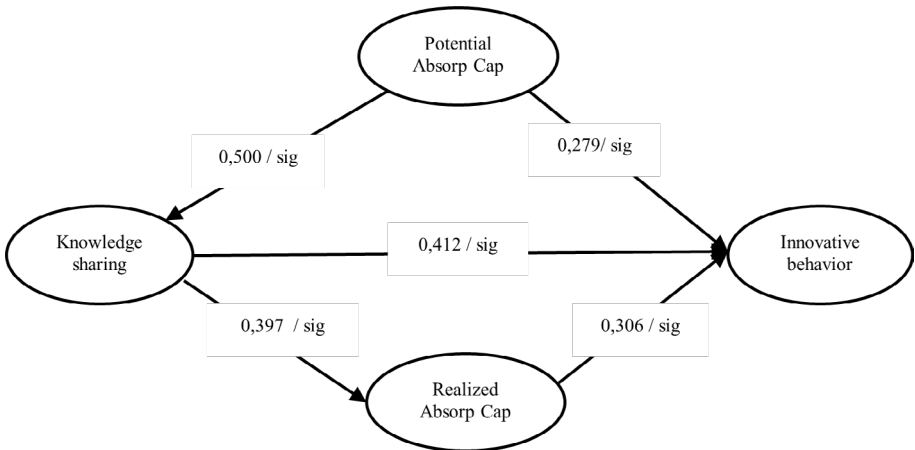 Potential
Absorp Cap
0,500 / sig
0,279/ sig
Knowledge
sharing
0,412 / sig
Innovative
behavior
0,397 / sig
0,306 / sig
Realized
Absorp Cap